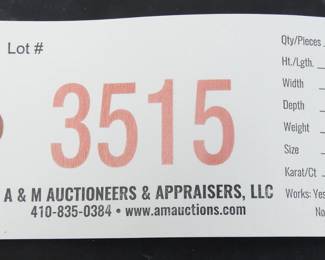 Lot #
3515
A & M AUCTIONEERS & APPRAISERS, LLC
410-835-0384 • www.amauctions.com
Qty/Pieces
Ht./Lgth.
Width
Depth
Weight
Size
Karat/Ct
Works: Yes
No